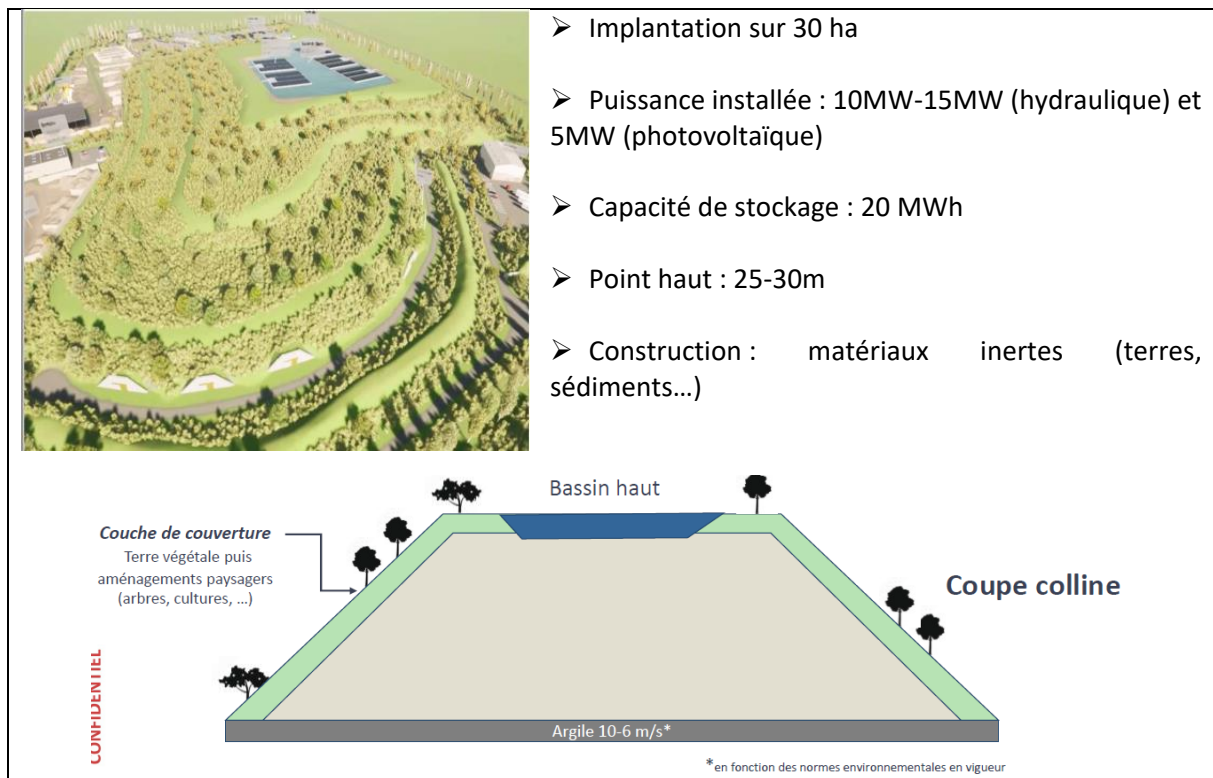 ➢ Implantation sur 30 ha
➢ Puissance installée : 10MW-15MW (hydraulique) et
5MW (photovoltaïque)
➢ Capacité de stockage : 20 MWh
➢ Point haut : 25-30m
➢ Construction : matériaux inertes (terres,
sédiments…)
Bassin haut
Couche de couverture
Terre végétale puis
aménagements paysagers
(arbres, cultures, …)
Coupe colline
CONFIDENTIEL
Argile 10-6 m/s*
*en fonction des normes environnementales en vigueur